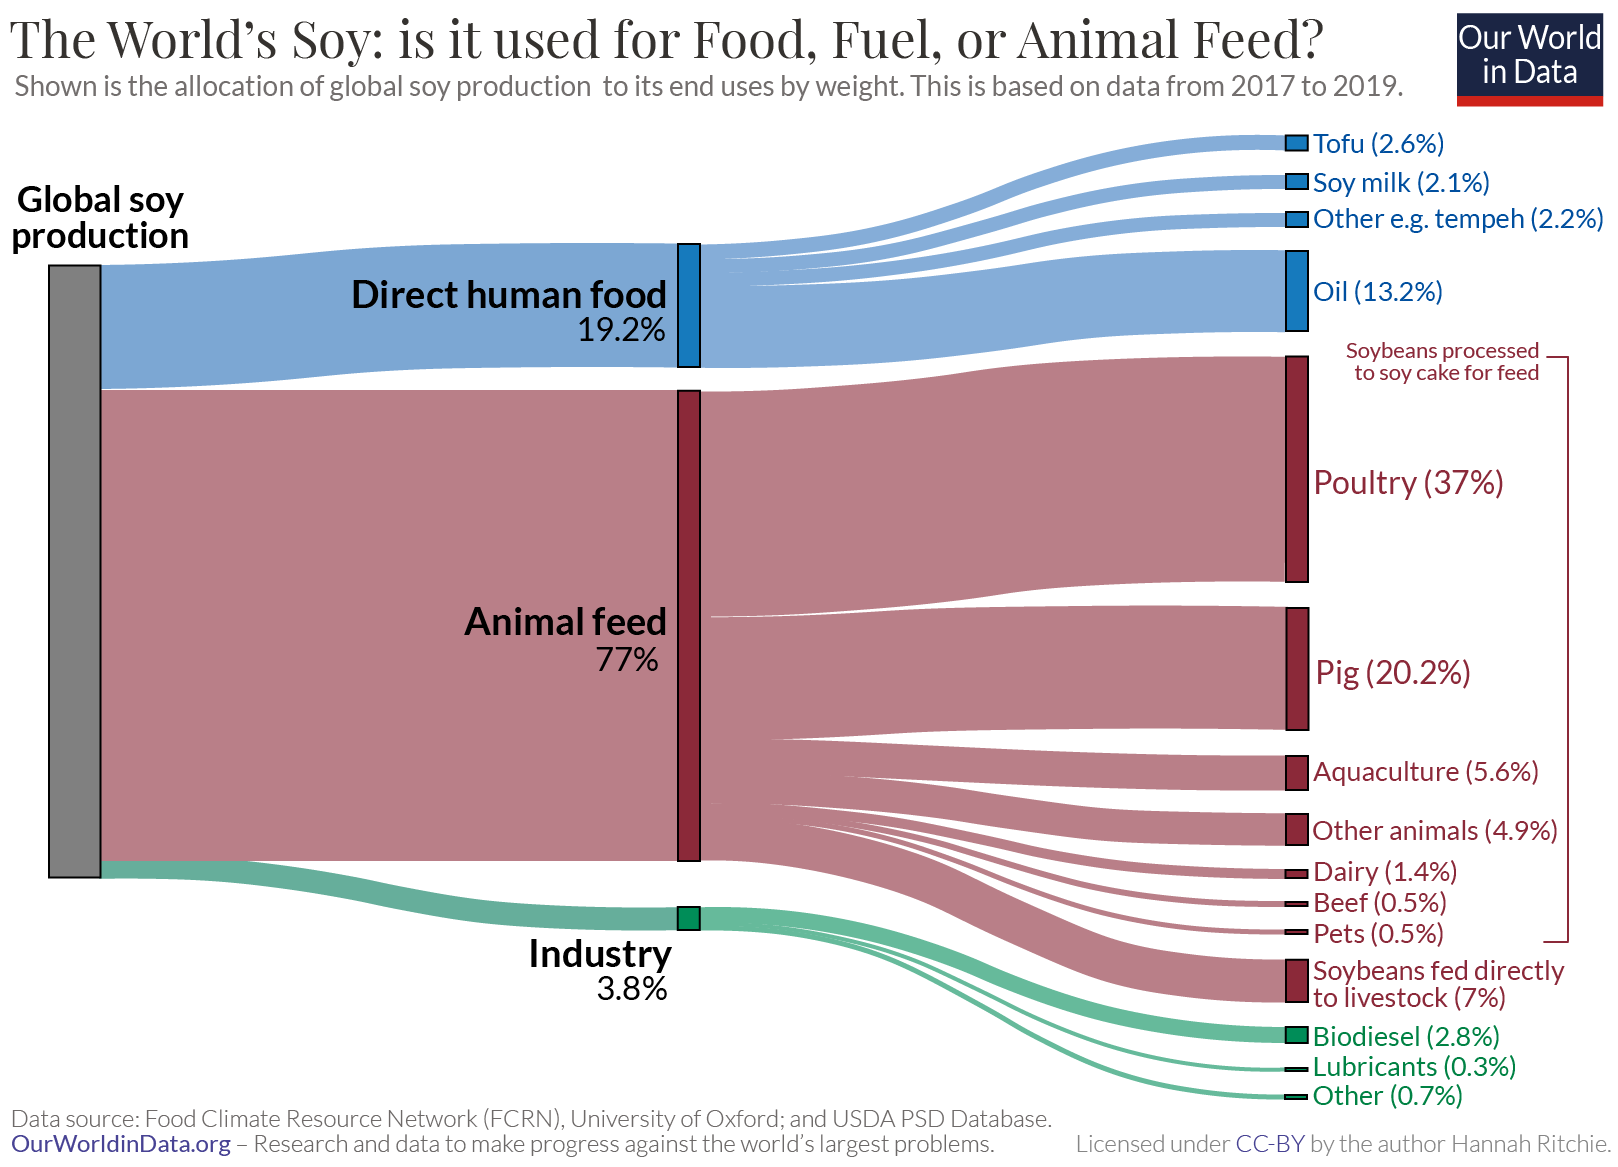 The World's Soy: is it used for Food, Fuel, or Animal Feed?
Shown is the allocation of global soy production to its end uses by weight. This is based on data from 2017 to 2019.
Our World
in Data
Global soy
production
Direct human food
19.2%
Animal feed
77%
Industry
3.8%
Tofu (2.6%)
Soy milk (2.1%)
Other e.g. tempeh (2.2%)
Oil (13.2%)
Soybeans processed
to soy cake for feed
Poultry (37%)
Pig (20.2%)
Aquaculture (5.6%)
Other animals (4.9%)
Dairy (1.4%)
Beef (0.5%)
Pets (0.5%)
Soybeans fed directly
to livestock (7%)
Biodiesel (2.8%)
Lubricants (0.3%)
Other (0.7%)
Data source: Food Climate Resource Network (FCRN), University of Oxford; and USDA PSD Database.
OurWorldinData.org – Research and data to make progress against the world's largest problems.
Licensed under CC-BY by the author Hannah Ritchie.